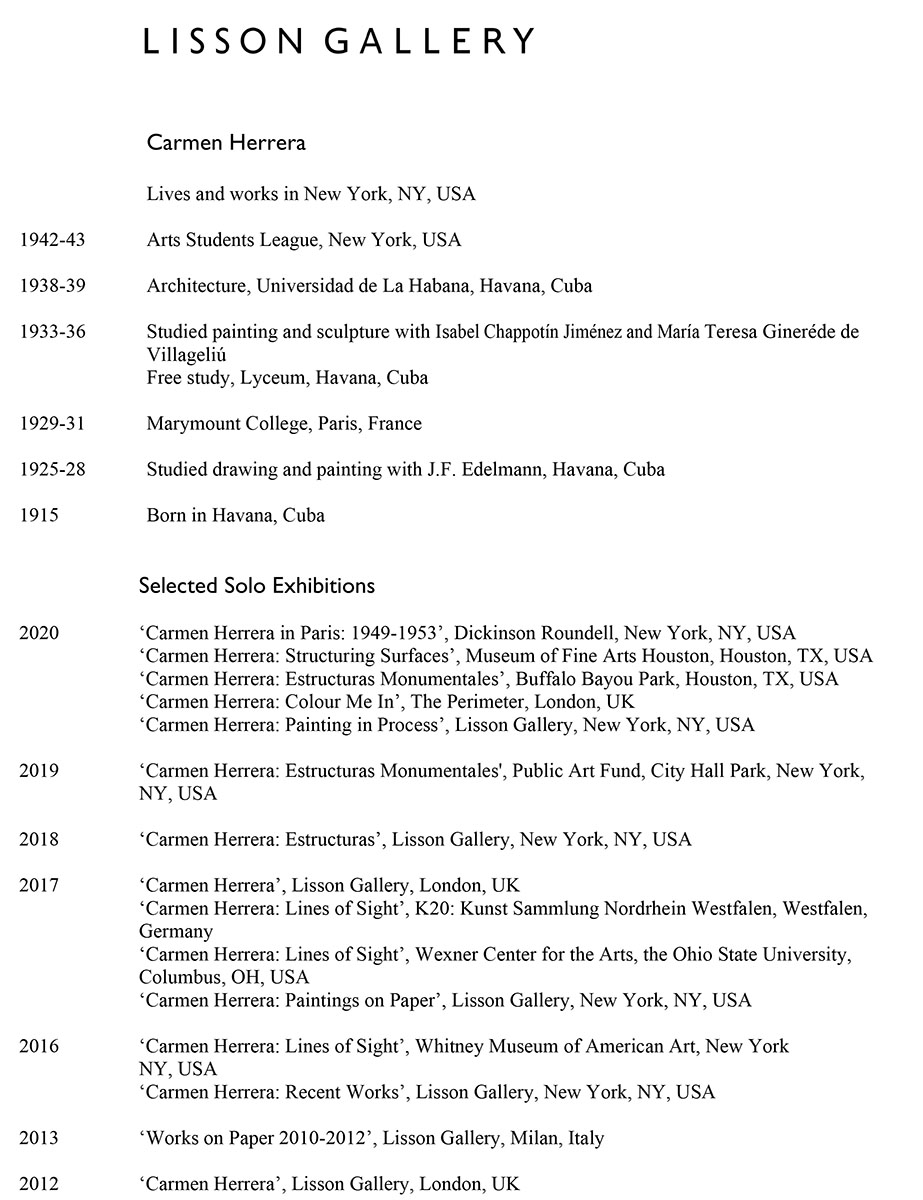 LISSON GALLERY
Carmen Herrera
Lives and works in New York, NY, USA
1942-43 Arts Students League, New York, USA
1938-39 Architecture, Universidad de La Habana, Havana, Cuba
1933-36 Studied painting and sculpture with Isabel Chappotín Jiménez and María Teresa Gineréde de
Villageliú
Free study, Lyceum, Havana, Cuba
1929-31 Marymount College, Paris, France
1925-28 Studied drawing and painting with J.F. Edelmann, Havana, Cuba
1915 Born in Havana, Cuba
Selected Solo Exhibitions
2020 ‘Carmen Herrera in Paris: 1949-1953’, Dickinson Roundell, New York, NY, USA
‘Carmen Herrera: Structuring Surfaces’, Museum of Fine Arts Houston, Houston, TX, USA
‘Carmen Herrera: Estructuras Monumentales’, Buffalo Bayou Park, Houston, TX, USA
‘Carmen Herrera: Colour Me In’, The Perimeter, London, UK
‘Carmen Herrera: Painting in Process’, Lisson Gallery, New York, NY, USA
2019 ‘Carmen Herrera: Estructuras Monumentales', Public Art Fund, City Hall Park, New York,
NY, USA
2018 ‘Carmen Herrera: Estructuras’, Lisson Gallery, New York, NY, USA
2017 ‘Carmen Herrera’, Lisson Gallery, London, UK
‘Carmen Herrera: Lines of Sight’, K20: Kunst Sammlung Nordrhein Westfalen, Westfalen,
Germany
‘Carmen Herrera: Lines of Sight’, Wexner Center for the Arts, the Ohio State University,
Columbus, OH, USA
‘Carmen Herrera: Paintings on Paper’, Lisson Gallery, New York, NY, USA
2016 ‘Carmen Herrera: Lines of Sight’, Whitney Museum of American Art, New York
NY, USA
‘Carmen Herrera: Recent Works’, Lisson Gallery, New York, NY, USA
2013 ‘Works on Paper 2010-2012’, Lisson Gallery, Milan, Italy
2012 ‘Carmen Herrera’, Lisson Gallery, London, UK